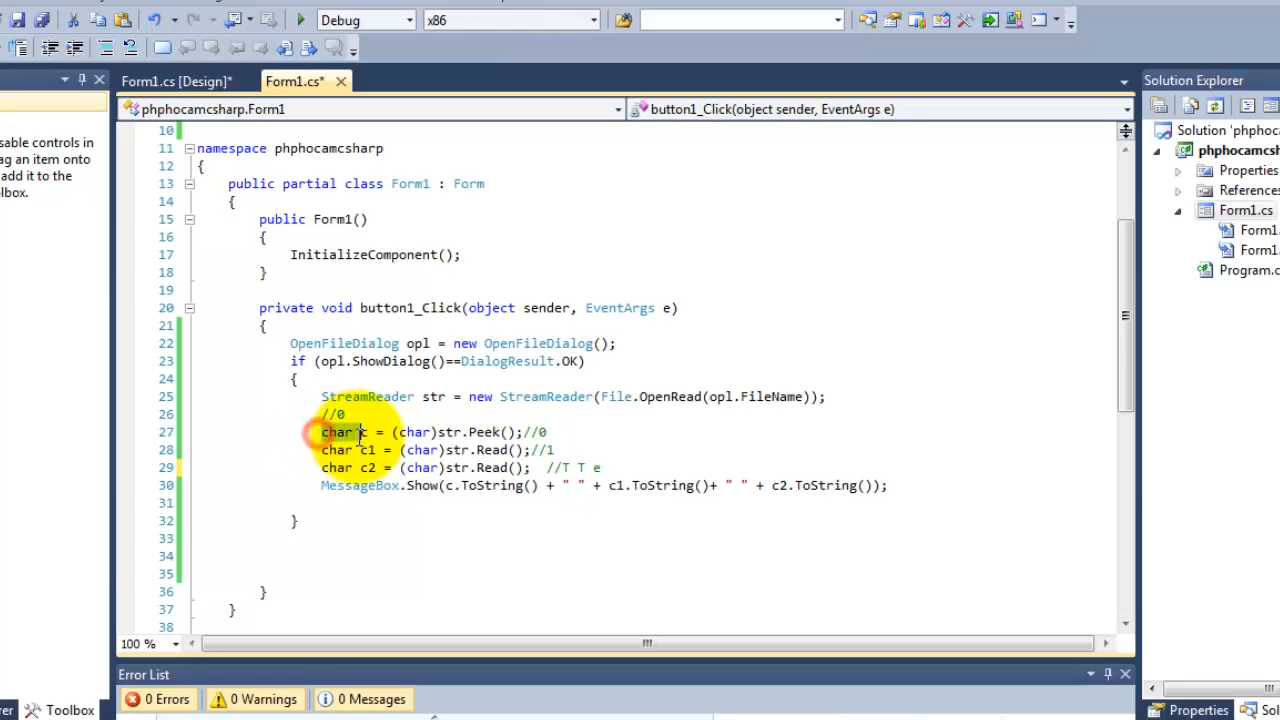 Debug
x86
Form1.cs [Design]*
Form1.cs*
Solution Explorer
phphocamcsharp.Form1
button1_Click(object sender, EventArgs e)
sable controls in
ag an item onto
add it to the
lbox.
Solution 'phphoc
phphocamcsh
Properties
References
Form1.cs
Form1.
Form1.
Program.c
10
11 namespace phphocamcsharp
12 {
13 public partial class Form1 : Form
14 {
15 public Form1()
16 {
17 InitializeComponent();
18 }
19
20 private void button1_Click(object sender, EventArgs e)
21 {
22 OpenFileDialog opl = new OpenFileDialog();
23 if (opl.ShowDialog()==DialogResult.OK)
24 {
25 StreamReader str = new StreamReader(File.OpenRead(opl.FileName));
26 //0
27 char c = (char)str.Peek();//0
28 char c1 = (char)str.Read();//1
29 char c2 = (char)str.Read(); //T T e
30 MessageBox.Show(c.ToString() + " " + c1.ToString()+ " " + c2.ToString());
31
32 }
33
34
35
36 }
37 }
38
100 %
Error List
0 Errors
0 Warnings
0 Messages
rer
Toolbox
Properties
Sol